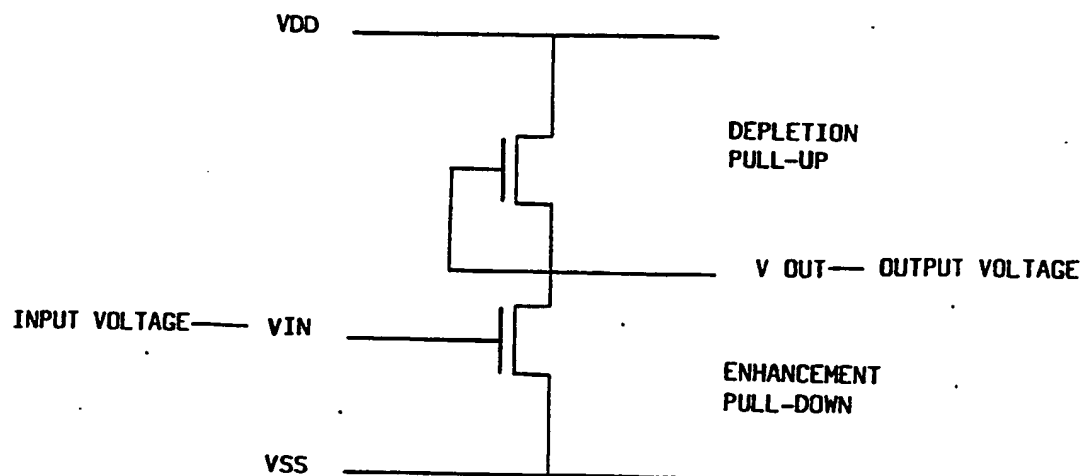 VDD
DEPLETION
PULL-UP
V OUT— OUTPUT VOLTAGE
INPUT VOLTAGE— VIN
ENHANCEMENT
PULL-DOWN
VSS